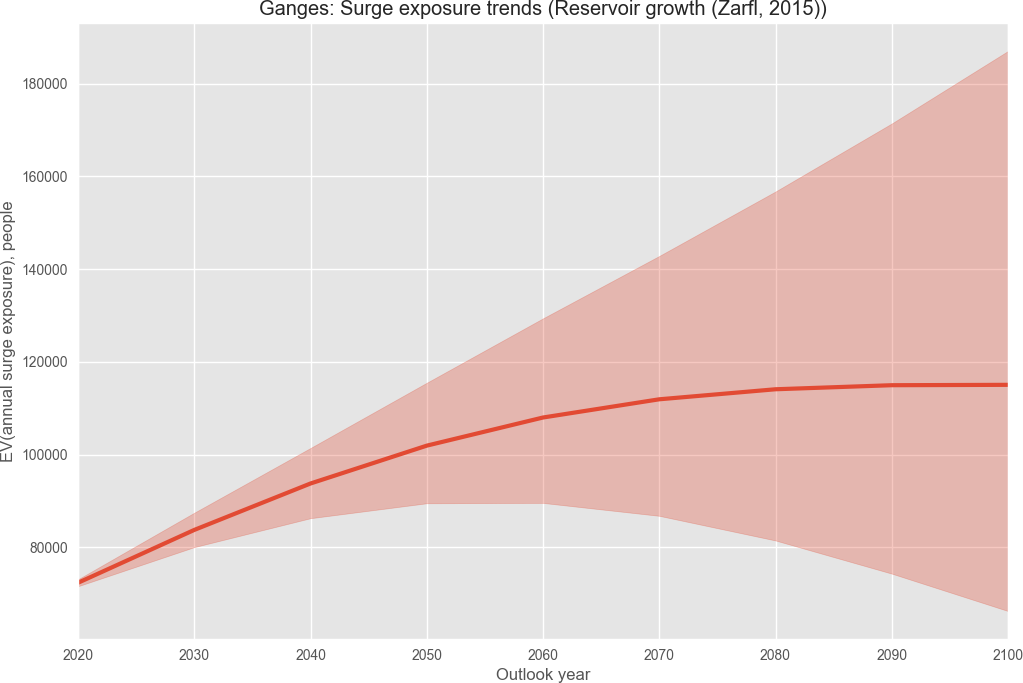 Ganges: Surge exposure trends (Reservoir growth (Zarfl, 2015))
EV(annual surge exposure), people
180000
160000
140000
120000
100000
80000
2020 2030 2040 2050 2060 2070 2080 2090 2100
Outlook year